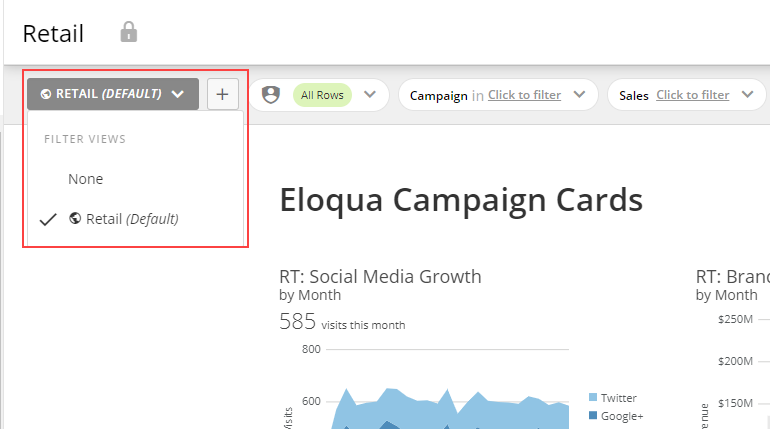 Retail
RETAIL (DEFAULT)
+
All Rows
Campaign in Click to filter
Sales Click to filter
FILTER VIEWS
None
Retail (Default)
Eloqua Campaign Cards
RT: Social Media Growth
by Month
585 visits this month
800
600
Visits
Twitter
Google+
RT: Branc
by Month
$250M
$200M
$150M
venue